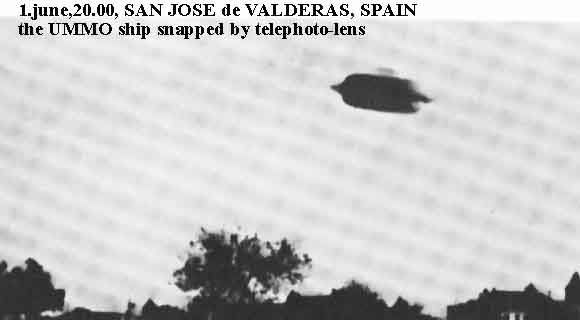 1.june,20.00, SAN JOSE de VALDERAS, SPAIN
the UMMO ship snapped by telephoto-lens